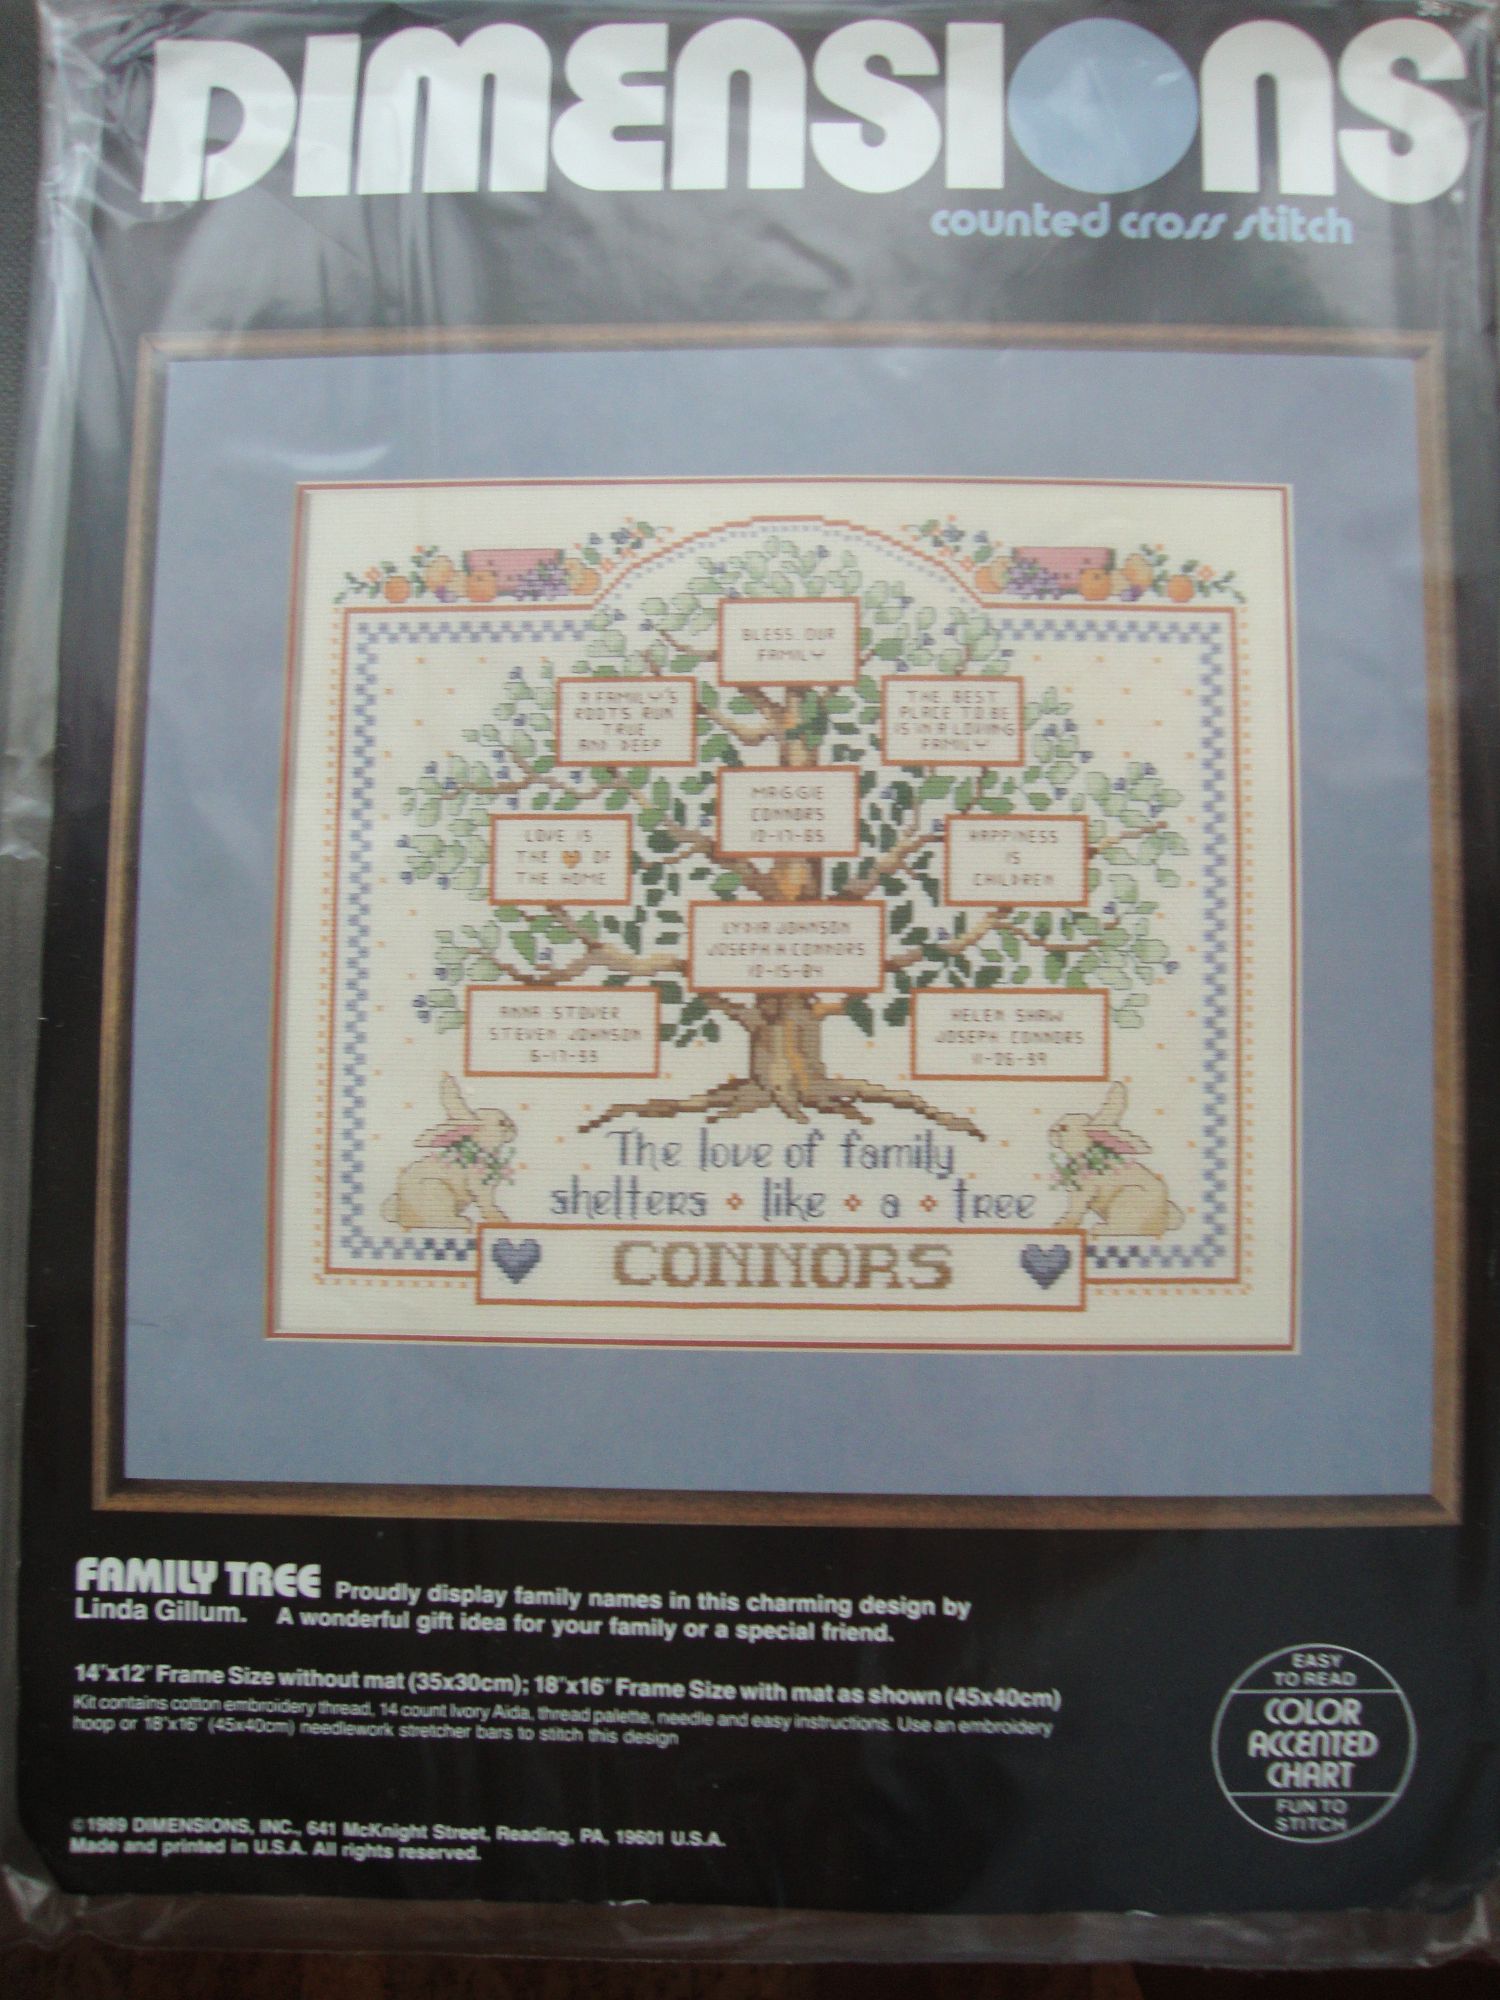 DIMENSIONS
counted cross stitch
BLESS OUR
FAMILY
A FAMILY'S
ROOTS RUN
TRUE
AND DEEP
THE BEST
PLACE TO BE
IS IN A LOVING
FAMILY
MAGGIE
CONNORS
12-17-85
LOVE IS
THE OF
THE HOME
HAPPINESS
IS
CHILDREN
LYDIA JOHNSON
JOSEPH H CONNORS
10-15-84
ANNA STOVER
STEVEN JOHNSON
6-17-55
HELEN SHAW
JOSEPH CONNORS
11-26-59
The love of family
shelters like a tree
CONNORS
FAMILY TREE Proudly display family names in this charming design by
Linda Gillum. A wonderful gift idea for your family or a special friend.
14"x12" Frame Size without mat (35x30cm); 18"x16" Frame Size with mat as shown (45x40cm)
Kit contains cotton embroidery thread, 14 count Ivory Aida, thread palette, needle and easy instructions. Use an embroidery
hoop or 18"x16" (45x40cm) needlework stretcher bars to stitch this design
EASY
TO READ
COLOR
ACCENTED
CHART
FUN TO
STITCH
©1989 DIMENSIONS, INC., 641 McKnight Street, Reading, PA, 19601 U.S.A.
Made and printed in U.S.A. All rights reserved.